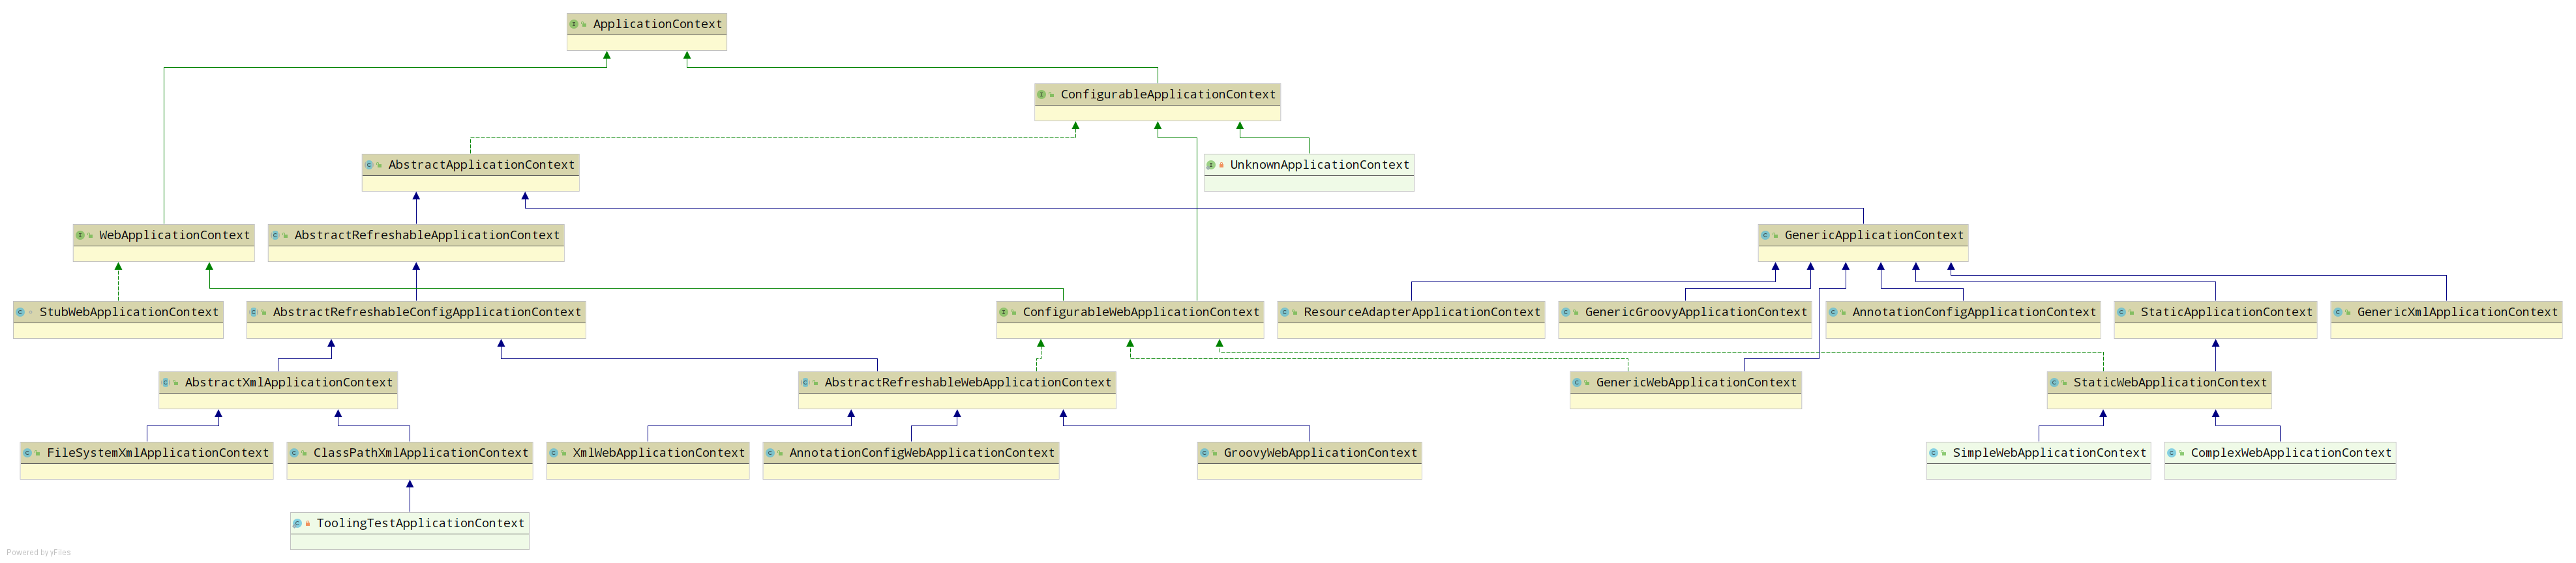 ApplicationContext
ConfigurableApplicationContext
AbstractApplicationContext
UnknownApplicationContext
WebApplicationContext
AbstractRefreshableApplicationContext
GenericApplicationContext
StubWebApplicationContext
AbstractRefreshableConfigApplicationContext
ConfigurableWebApplicationContext
ResourceAdapterApplicationContext
GenericGroovyApplicationContext
AnnotationConfigApplicationContext
StaticApplicationContext
GenericXmlApplicationContext
AbstractXmlApplicationContext
AbstractRefreshableWebApplicationContext
GenericWebApplicationContext
StaticWebApplicationContext
FileSystemXmlApplicationContext
ClassPathXmlApplicationContext
XmlWebApplicationContext
AnnotationConfigWebApplicationContext
GroovyWebApplicationContext
SimpleWebApplicationContext
ComplexWebApplicationContext
ToolingTestApplicationContext
Powered by yFiles